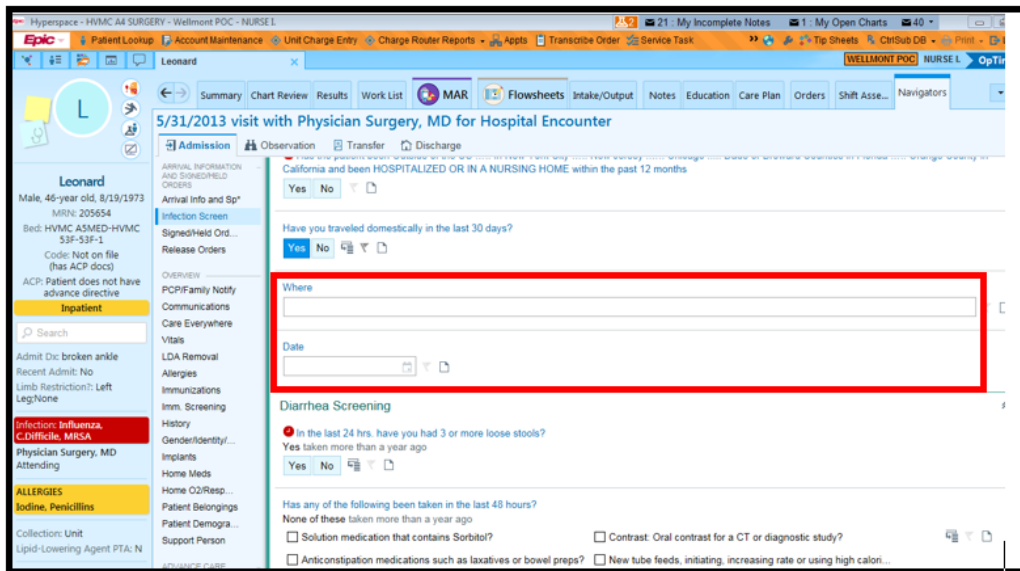 Hyperspace - HVMC A4 SURGERY - Wellmont POC - NURSE L
2 21 : My Incomplete Notes 1 : My Open Charts 40
Epic Patient Lookup Account Maintenance Unit Charge Entry Charge Router Reports Appts Transcribe Order Service Task Tip Sheets CtrlSub DB Print
Leonard WELLMONT POC NURSE L OpTim
L
Summary Chart Review Results Work List MAR Flowsheets Intake/Output Notes Education Care Plan Orders Shift Asse... Navigators
5/31/2013 visit with Physician Surgery, MD for Hospital Encounter
Admission Observation Transfer Discharge
Leonard
Male, 46-year old, 8/19/1973
MRN: 205654
Bed: HVMC A5MED-HVMC
53F-53F-1
Code: Not on file
(has ACP docs)
ACP: Patient does not have
advance directive
Inpatient
Search
Admit Dx: broken ankle
Recent Admit: No
Limb Restriction?: Left
Leg;None
Infection: Influenza,
C.Difficile, MRSA
Physician Surgery, MD
Attending
ALLERGIES
Iodine, Penicillins
Collection: Unit
Lipid-Lowering Agent PTA: N
ARRIVAL INFORMATION
AND SIGNED/HELD
ORDERS
Arrival Info and Sp*
Infection Screen
Signed/Held Ord...
Release Orders
OVERVIEW
PCP/Family Notify
Communications
Care Everywhere
Vitals
LDA Removal
Allergies
Immunizations
Imm. Screening
History
Gender/Identity/...
Implants
Home Meds
Home O2/Resp...
Patient Belongings
Patient Demogra...
Support Person
ADVANCE CARE
California and been HOSPITALIZED OR IN A NURSING HOME within the past 12 months
Yes No
Have you traveled domestically in the last 30 days?
Yes No
Where
Date
Diarrhea Screening
In the last 24 hrs. have you had 3 or more loose stools?
Yes taken more than a year ago
Yes No
Has any of the following been taken in the last 48 hours?
None of these taken more than a year ago
Solution medication that contains Sorbitol? Contrast: Oral contrast for a CT or diagnostic study?
Anticonstipation medications such as laxatives or bowel preps? New tube feeds, initiating, increasing rate or using high calori...